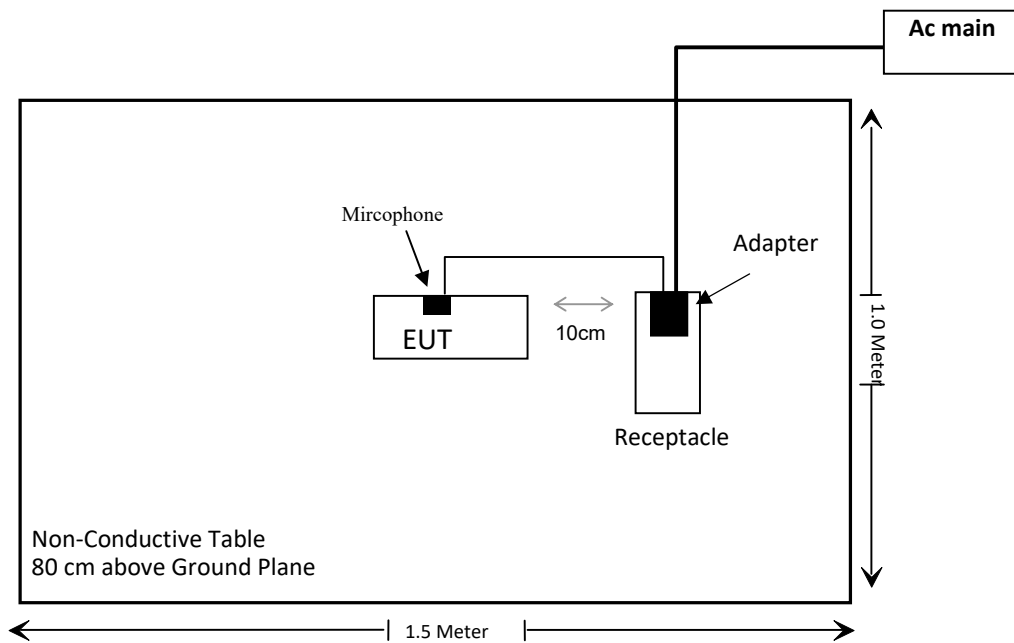 Ac main
Mircophone
Adapter
EUT
10cm
1.0 Meter
Receptacle
Non-Conductive Table
80 cm above Ground Plane
1.5 Meter